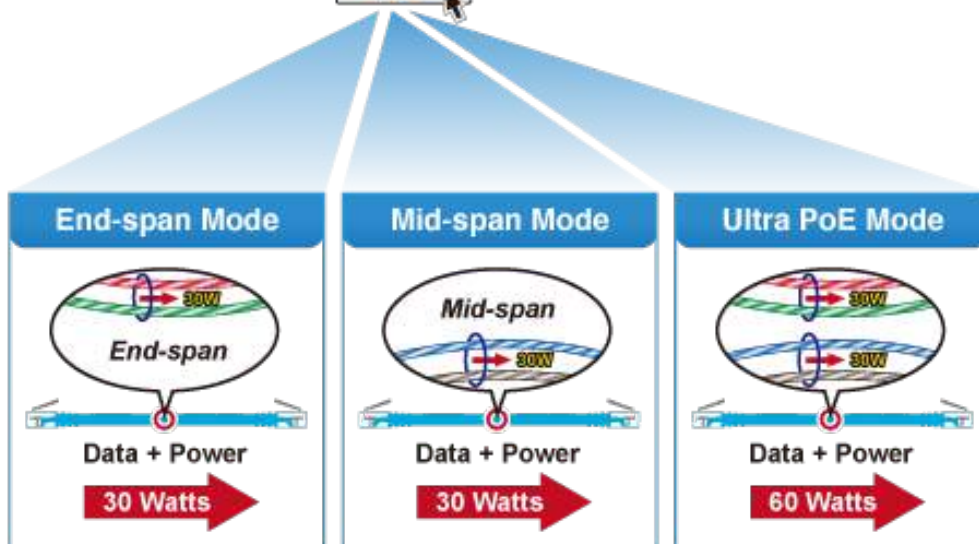 End-span Mode
30W
End-span
Data + Power
30 Watts
Mid-span Mode
Mid-span
30W
Data + Power
30 Watts
Ultra PoE Mode
30W
30W
Data + Power
60 Watts